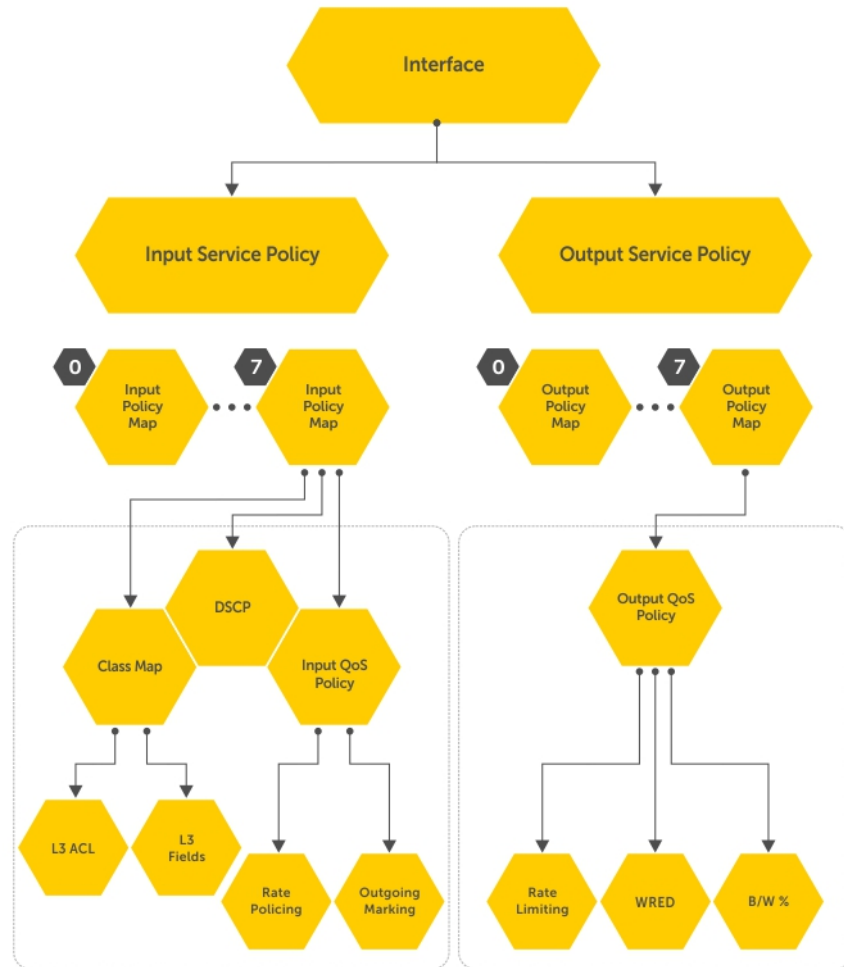 Interface
Input Service Policy
Output Service Policy
0
Input
Policy
Map
7
Input
Policy
Map
0
Output
Policy
Map
7
Output
Policy
Map
DSCP
Class Map
Input QoS
Policy
Output QoS
Policy
L3 ACL
L3
Fields
Rate
Policing
Outgoing
Marking
Rate
Limiting
WRED
B/W %